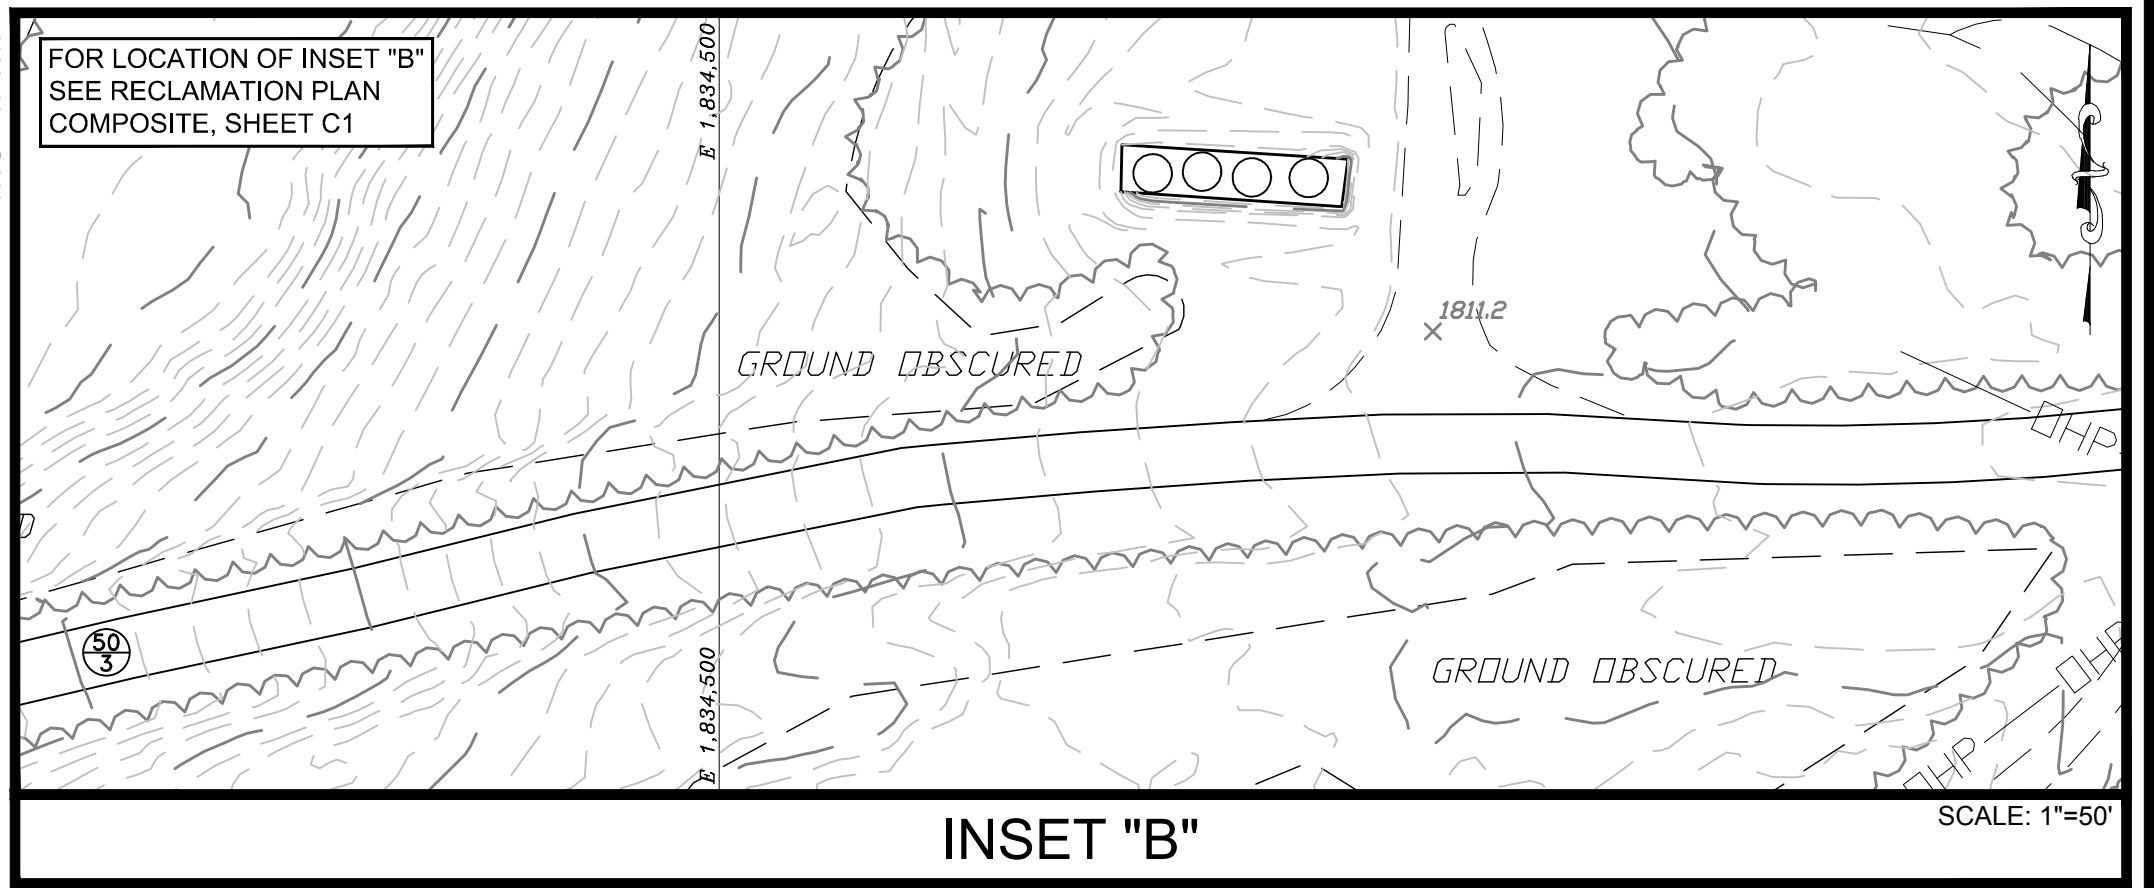 FOR LOCATION OF INSET "B"
SEE RECLAMATION PLAN
COMPOSITE, SHEET C1
E 1,834,500
1811.2
GROUND OBSCURED
OHP
D
50
3
E 1,834,500
GROUND OBSCURED
OHP
OHP
INSET "B"
SCALE: 1"=50'